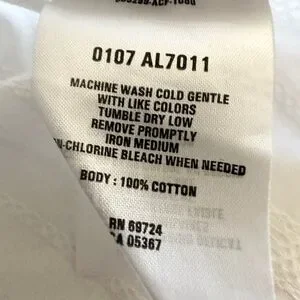 0107 AL7011
MACHINE WASH COLD GENTLE
WITH LIKE COLORS
TUMBLE DRY LOW
REMOVE PROMPTLY
IRON MEDIUM
N-CHLORINE BLEACH WHEN NEEDED
BODY : 100% COTTON
RN 69724
CA 05367